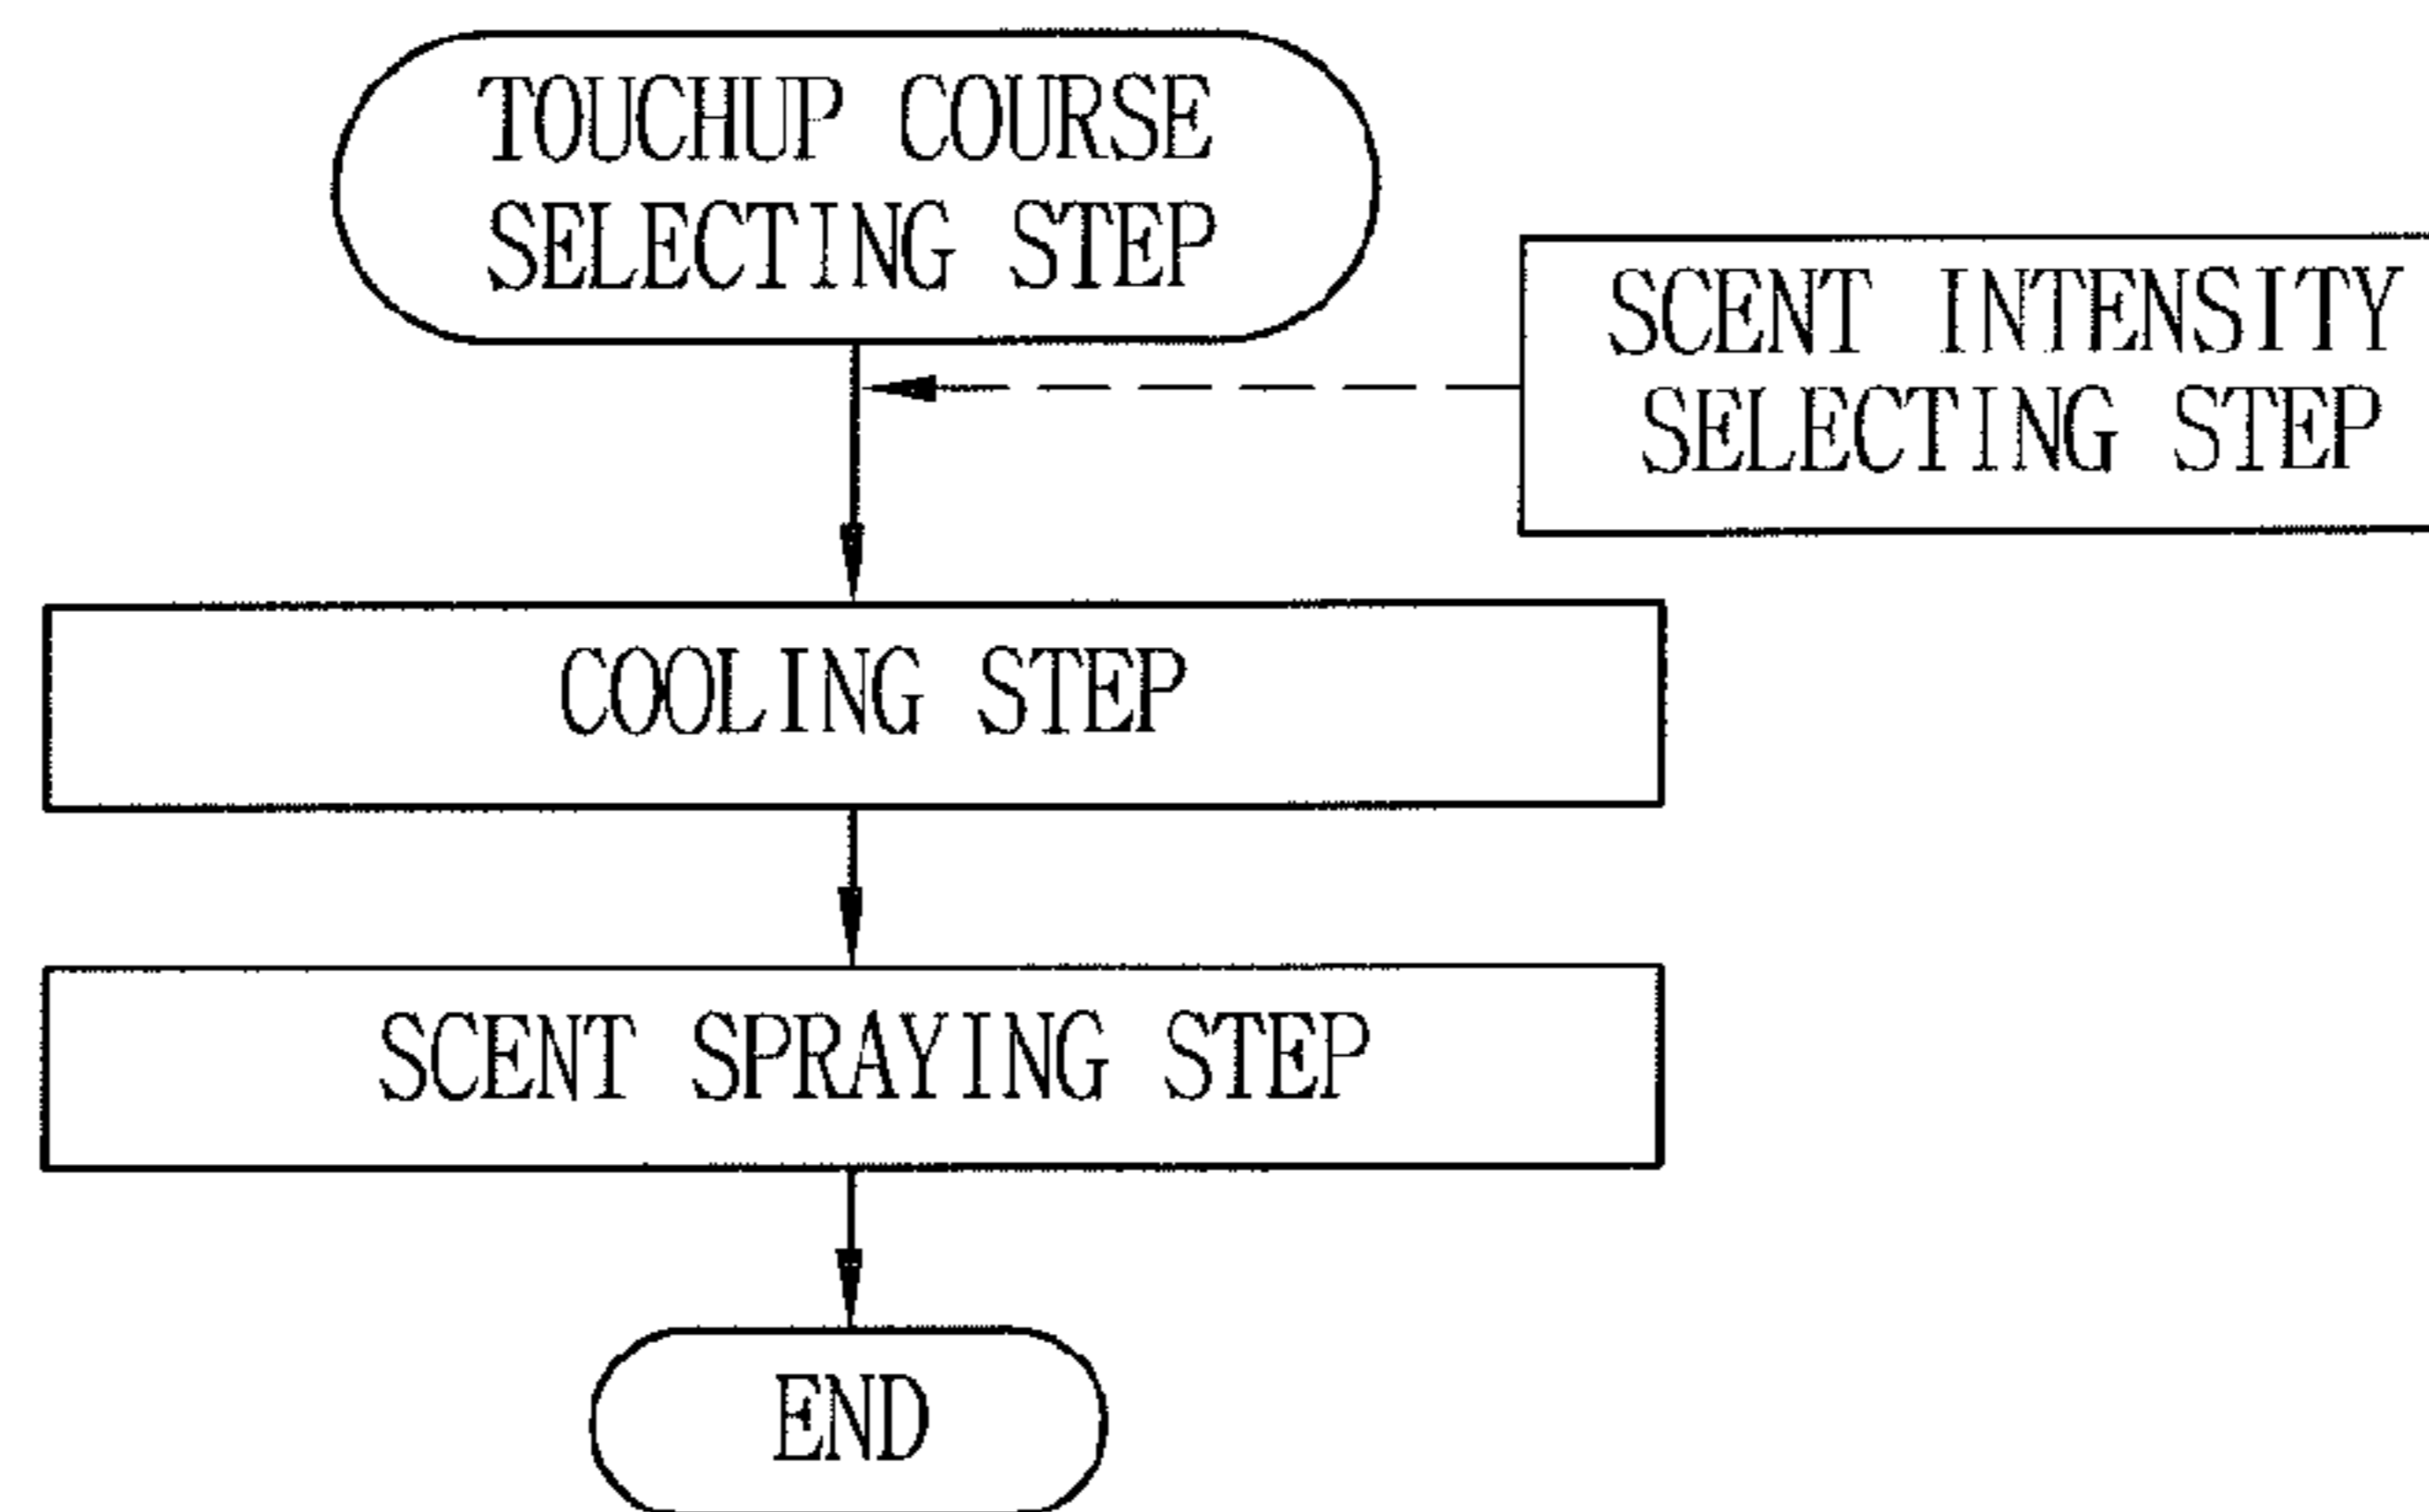 TOUCHUP COURSE
SELECTING STEP
SCENT INTENSITY
SELECTING STEP
COOLING STEP
SCENT SPRAYING STEP
END